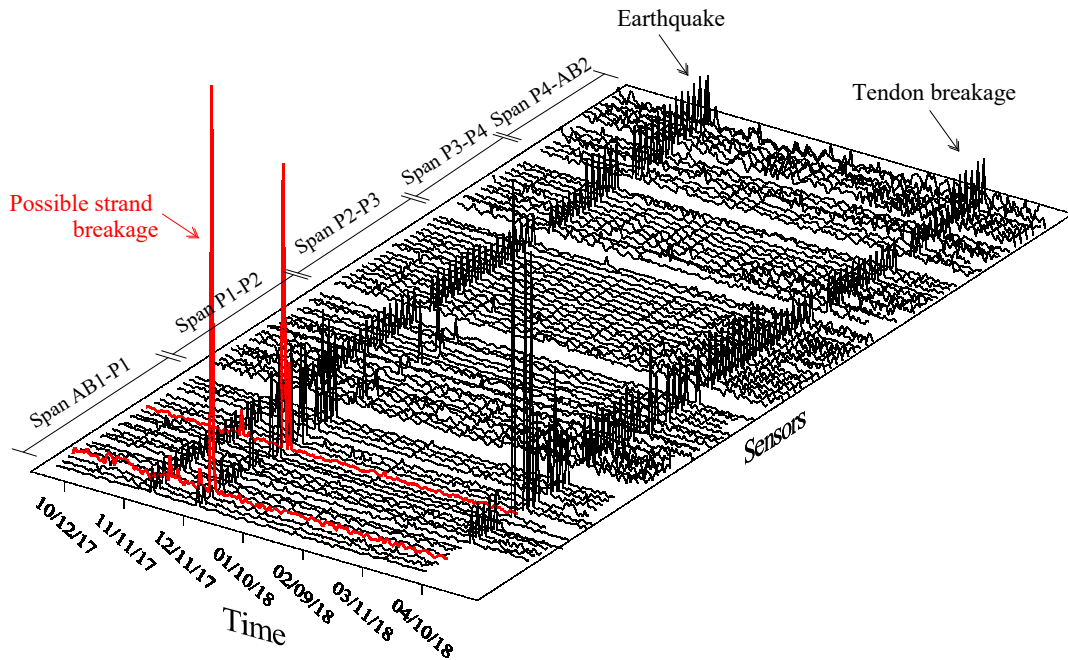 Earthquake
Tendon breakage
Span P4-AB2
Span P3-P4
Span P2-P3
Span P1-P2
Span AB1-P1
Possible strand
breakage
Sensors
10/12/17
11/11/17
12/11/17
01/10/18
02/09/18
03/11/18
04/10/18
Time